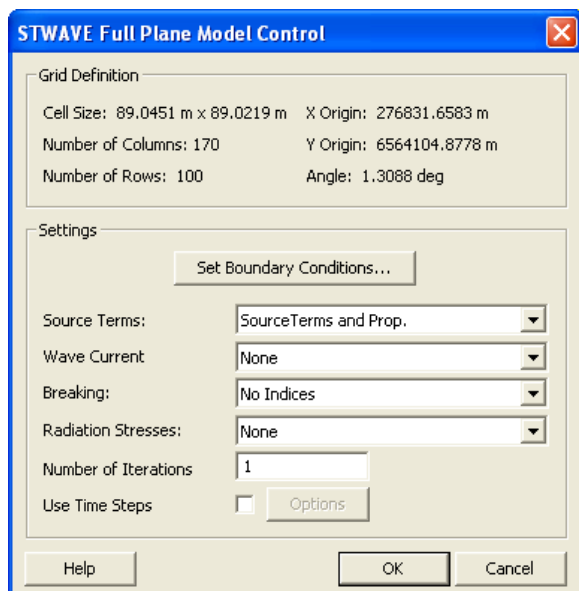 STWAVE Full Plane Model Control
Grid Definition
Cell Size: 89.0451 m x 89.0219 m X Origin: 276831.6583 m
Number of Columns: 170 Y Origin: 6564104.8778 m
Number of Rows: 100 Angle: 1.3088 deg
Settings
Set Boundary Conditions...
Source Terms: SourceTerms and Prop.
Wave Current None
Breaking: No Indices
Radiation Stresses: None
Number of Iterations 1
Use Time Steps Options
Help OK Cancel